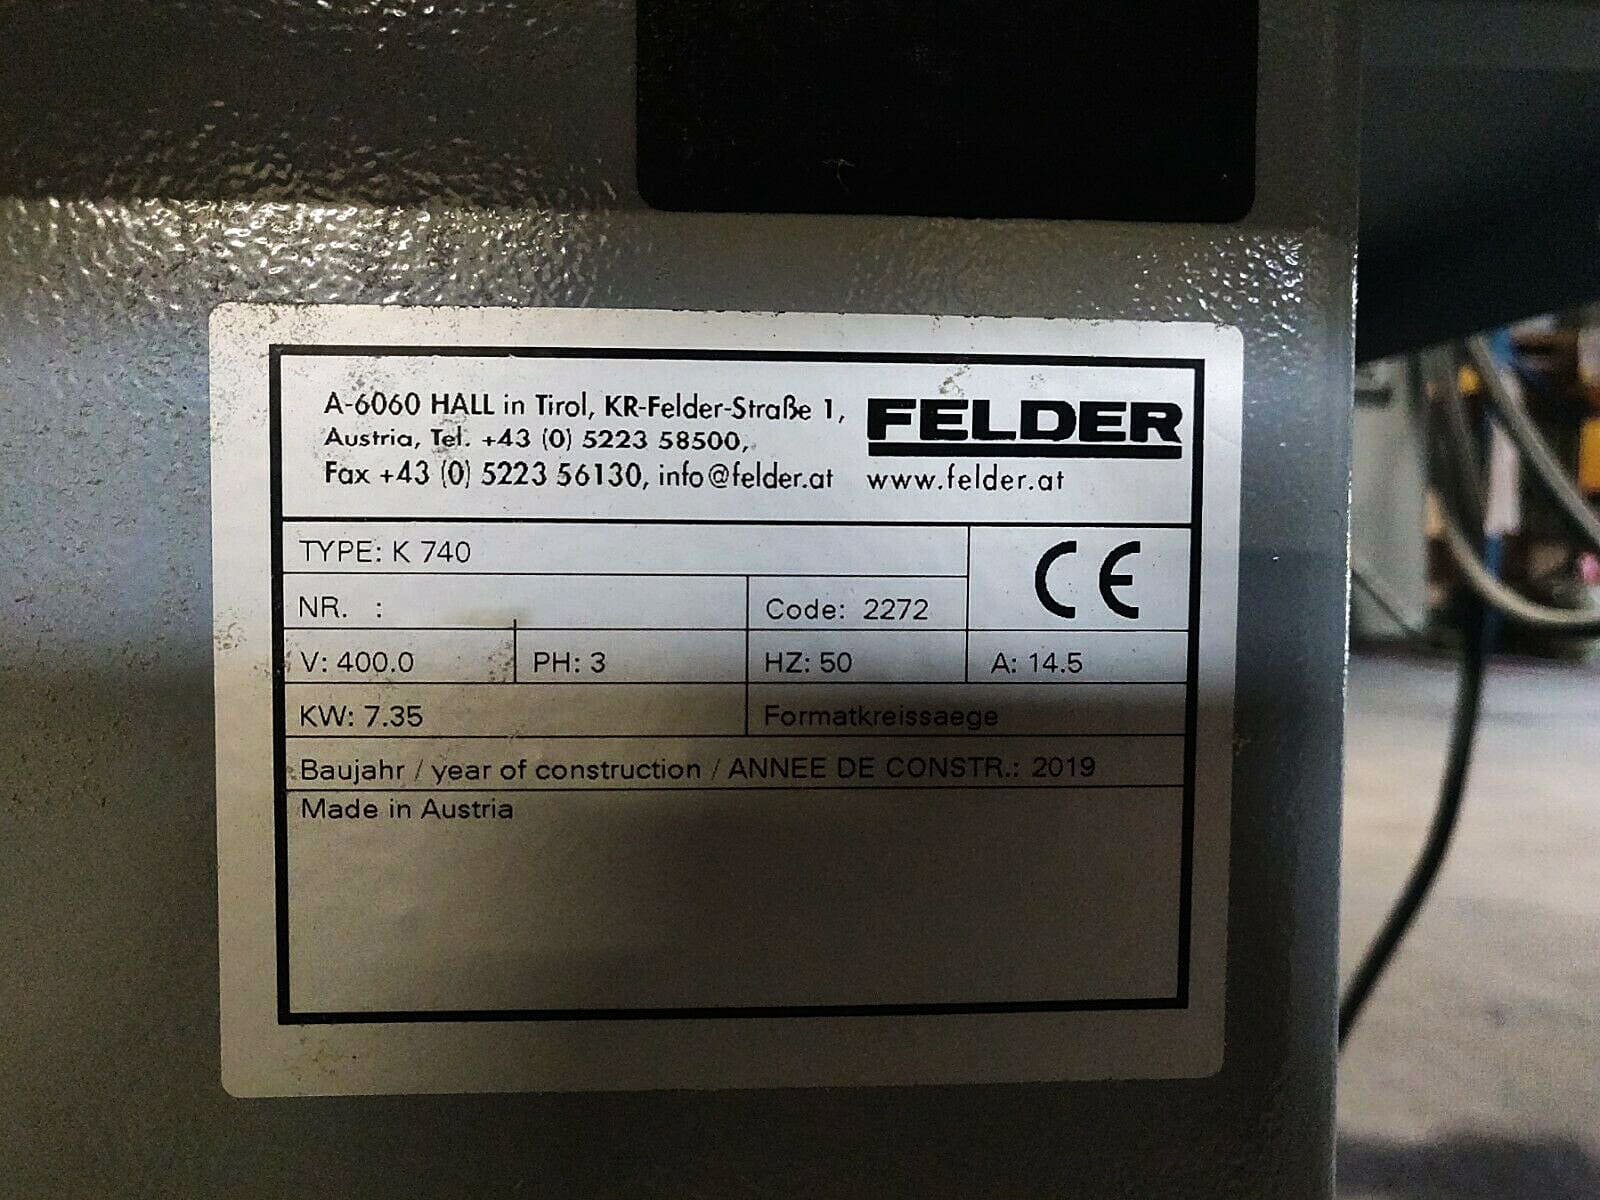 A-6060 HALL in Tirol, KR-Felder-Straße 1,
Austria, Tel. +43 (0) 5223 58500,
Fax +43 (0) 5223 56130, info@felder.at
FELDER
www.felder.at
TYPE: K 740
CE
NR. :
Code: 2272
V: 400.0
PH: 3
HZ: 50
A: 14.5
KW: 7.35
Formatkreissaege
Baujahr / year of construction / ANNEE DE CONSTR.: 2019
Made in Austria